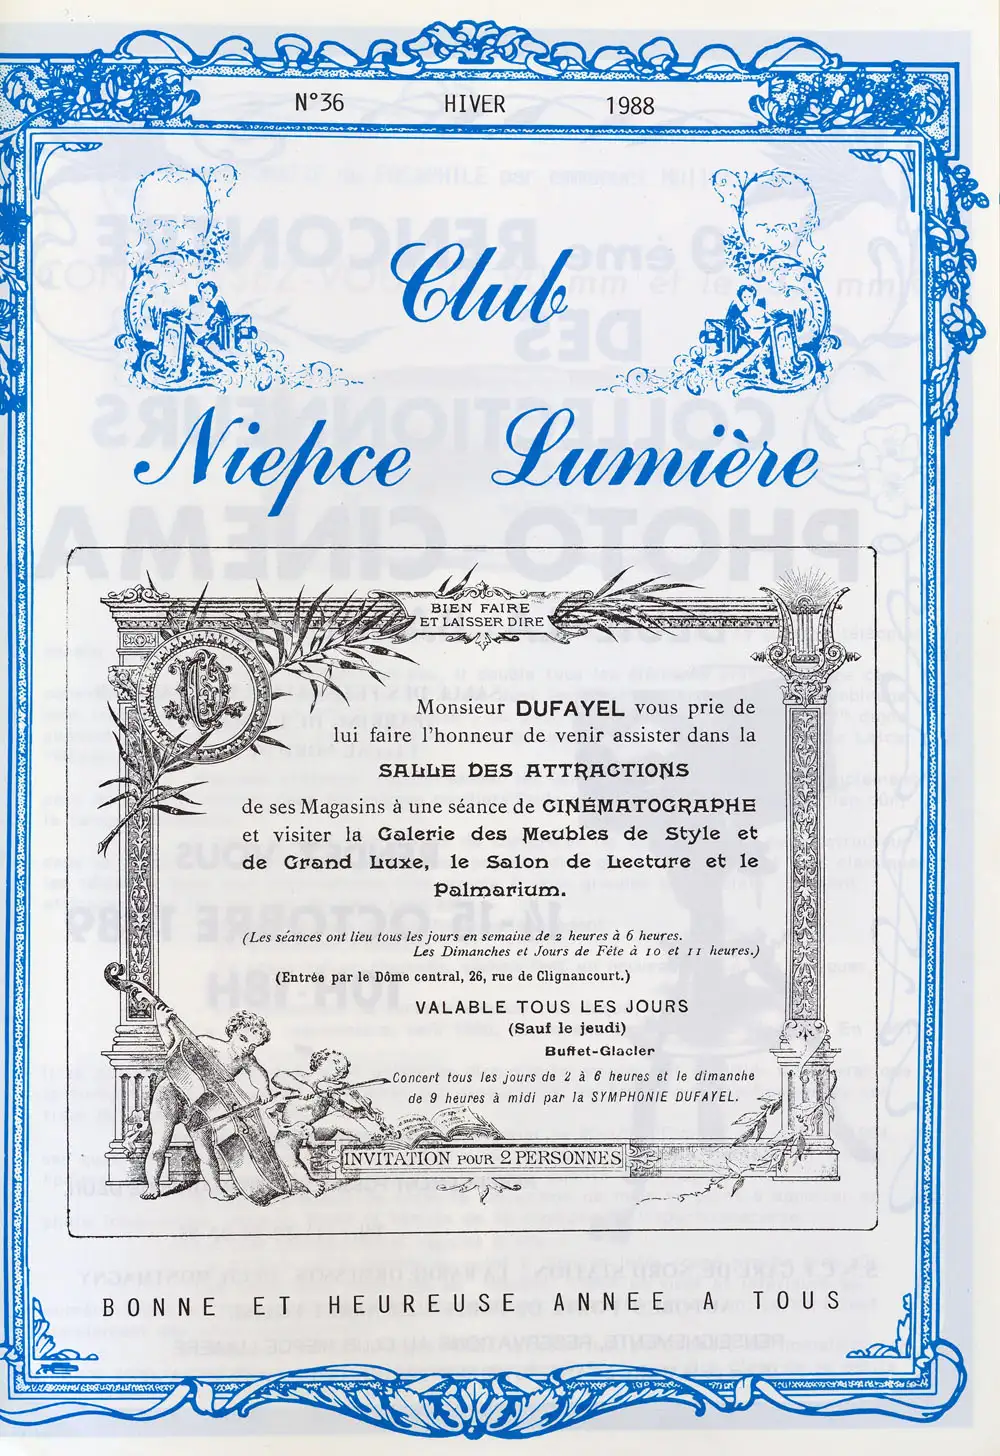 N°36 HIVER 1988
Club
Niepce Lumière
BIEN FAIRE
ET LAISSER DIRE
Monsieur DUFAYEL vous prie de
lui faire l'honneur de venir assister dans la
SALLE DES ATTRACTIONS
de ses Magasins à une séance de CINÉMATOGRAPHE
et visiter la Galerie des Meubles de Style et
de Grand Luxe, le Salon de Lecture et le
Palmarium.
(Les séances ont lieu tous les jours en semaine de 2 heures à 6 heures.
Les Dimanches et Jours de Fête à 10 et 11 heures.)
(Entrée par le Dôme central, 26, rue de Clignancourt.)
VALABLE TOUS LES JOURS
(Sauf le jeudi)
Buffet-Glacier
Concert tous les jours de 2 à 6 heures et le dimanche
de 9 heures à midi par la SYMPHONIE DUFAYEL.
INVITATION POUR 2 PERSONNES
BONNE ET HEUREUSE ANNEE A TOUS